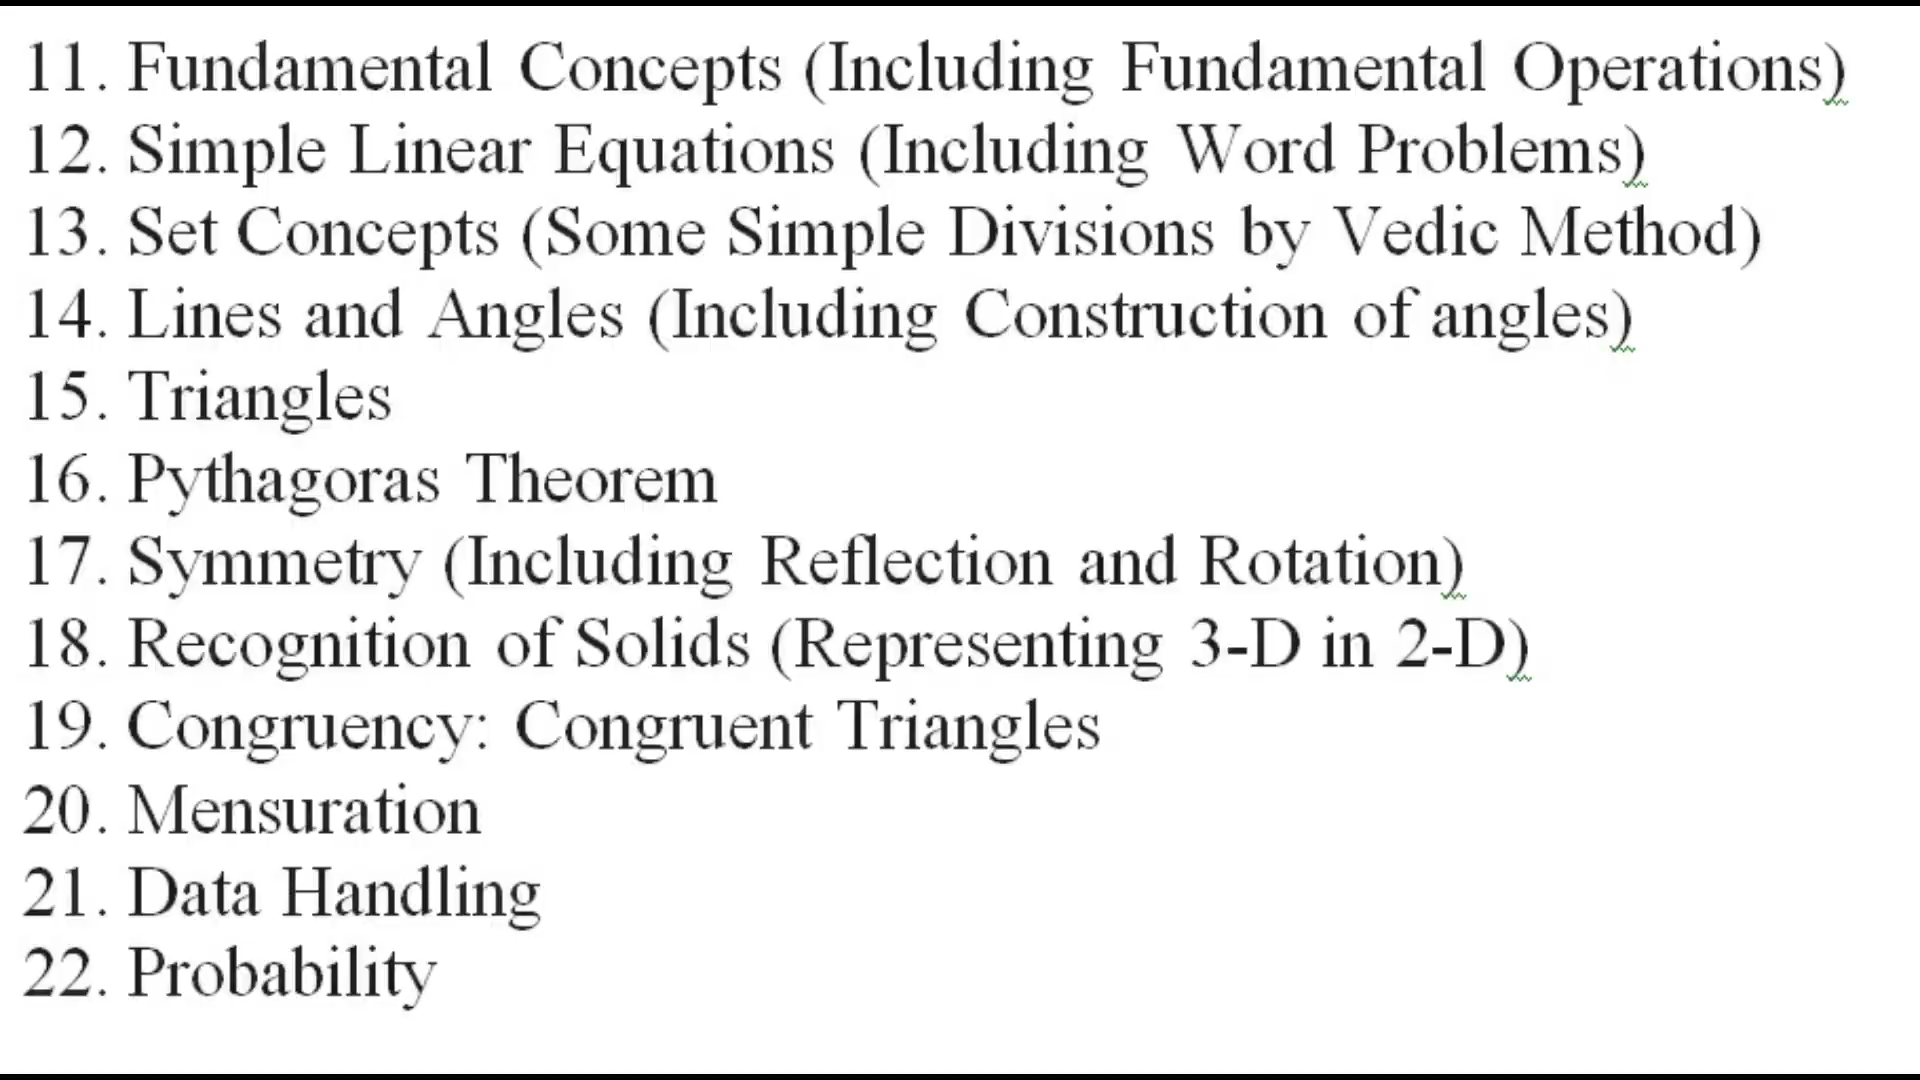 11. Fundamental Concepts (Including Fundamental Operations)
12. Simple Linear Equations (Including Word Problems)
13. Set Concepts (Some Simple Divisions by Vedic Method)
14. Lines and Angles (Including Construction of angles)
15. Triangles
16. Pythagoras Theorem
17. Symmetry (Including Reflection and Rotation)
18. Recognition of Solids (Representing 3-D in 2-D)
19. Congruency: Congruent Triangles
20. Mensuration
21. Data Handling
22. Probability